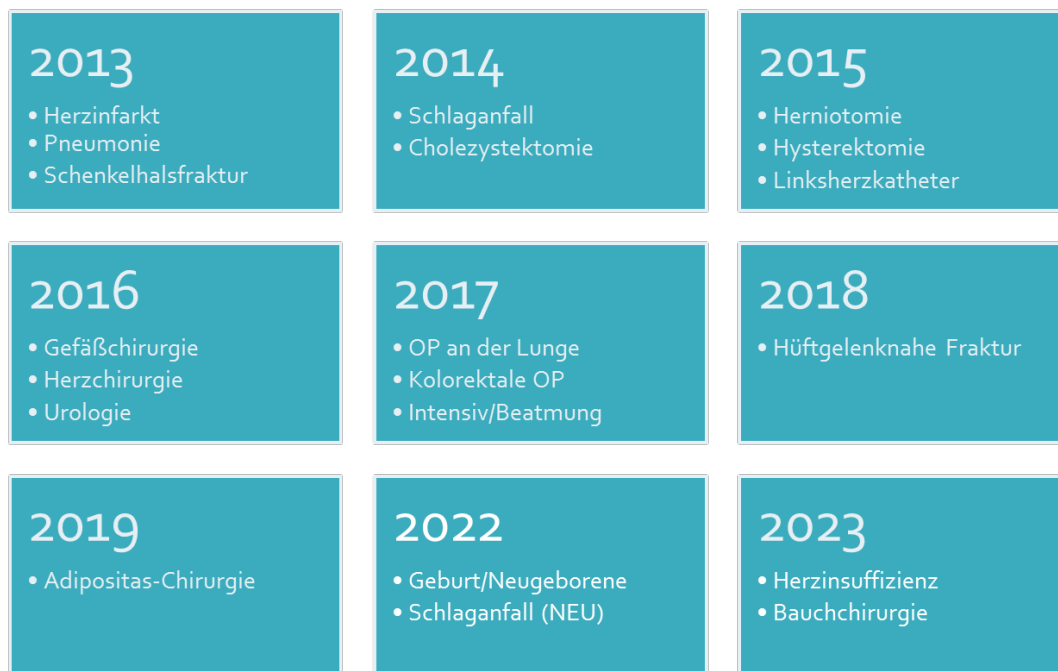 2013
• Herzinfarkt
• Pneumonie
• Schenkelhalsfraktur
2014
• Schlaganfall
• Cholezystektomie
2015
• Herniotomie
• Hysterektomie
• Linksherzkatheter
2016
• Gefäßchirurgie
• Herzchirurgie
• Urologie
2017
• OP an der Lunge
• Kolorektale OP
• Intensiv/Beatmung
2018
• Hüftgelenknahe Fraktur
2019
• Adipositas-Chirurgie
2022
• Geburt/Neugeborene
• Schlaganfall (NEU)
2023
• Herzinsuffizienz
• Bauchchirurgie